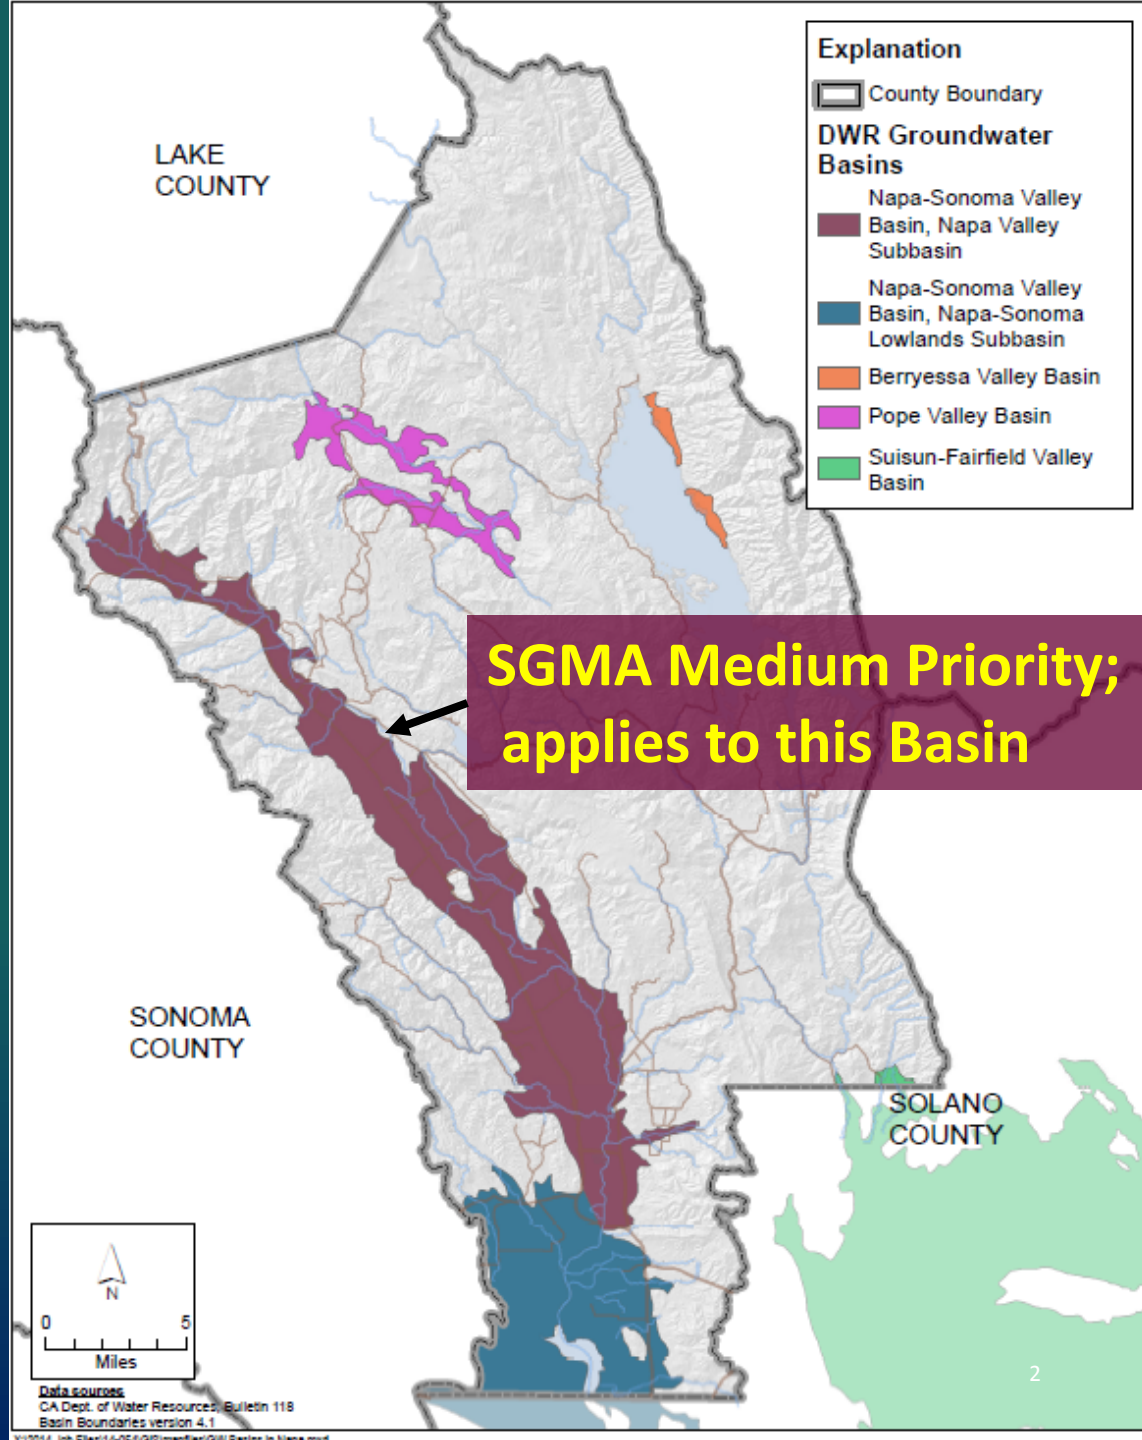 LAKE
COUNTY
Explanation
County Boundary
DWR Groundwater
Basins
Napa-Sonoma Valley
Basin, Napa Valley
Subbasin
Napa-Sonoma Valley
Basin, Napa-Sonoma
Lowlands Subbasin
Berryessa Valley Basin
Pope Valley Basin
Suisun-Fairfield Valley
Basin
SGMA Medium Priority;
applies to this Basin
SONOMA
COUNTY
SOLANO
COUNTY
N
0 5
Miles
2
Data sources
CA Dept. of Water Resources, Bulletin 118
Basin Boundaries version 4.1